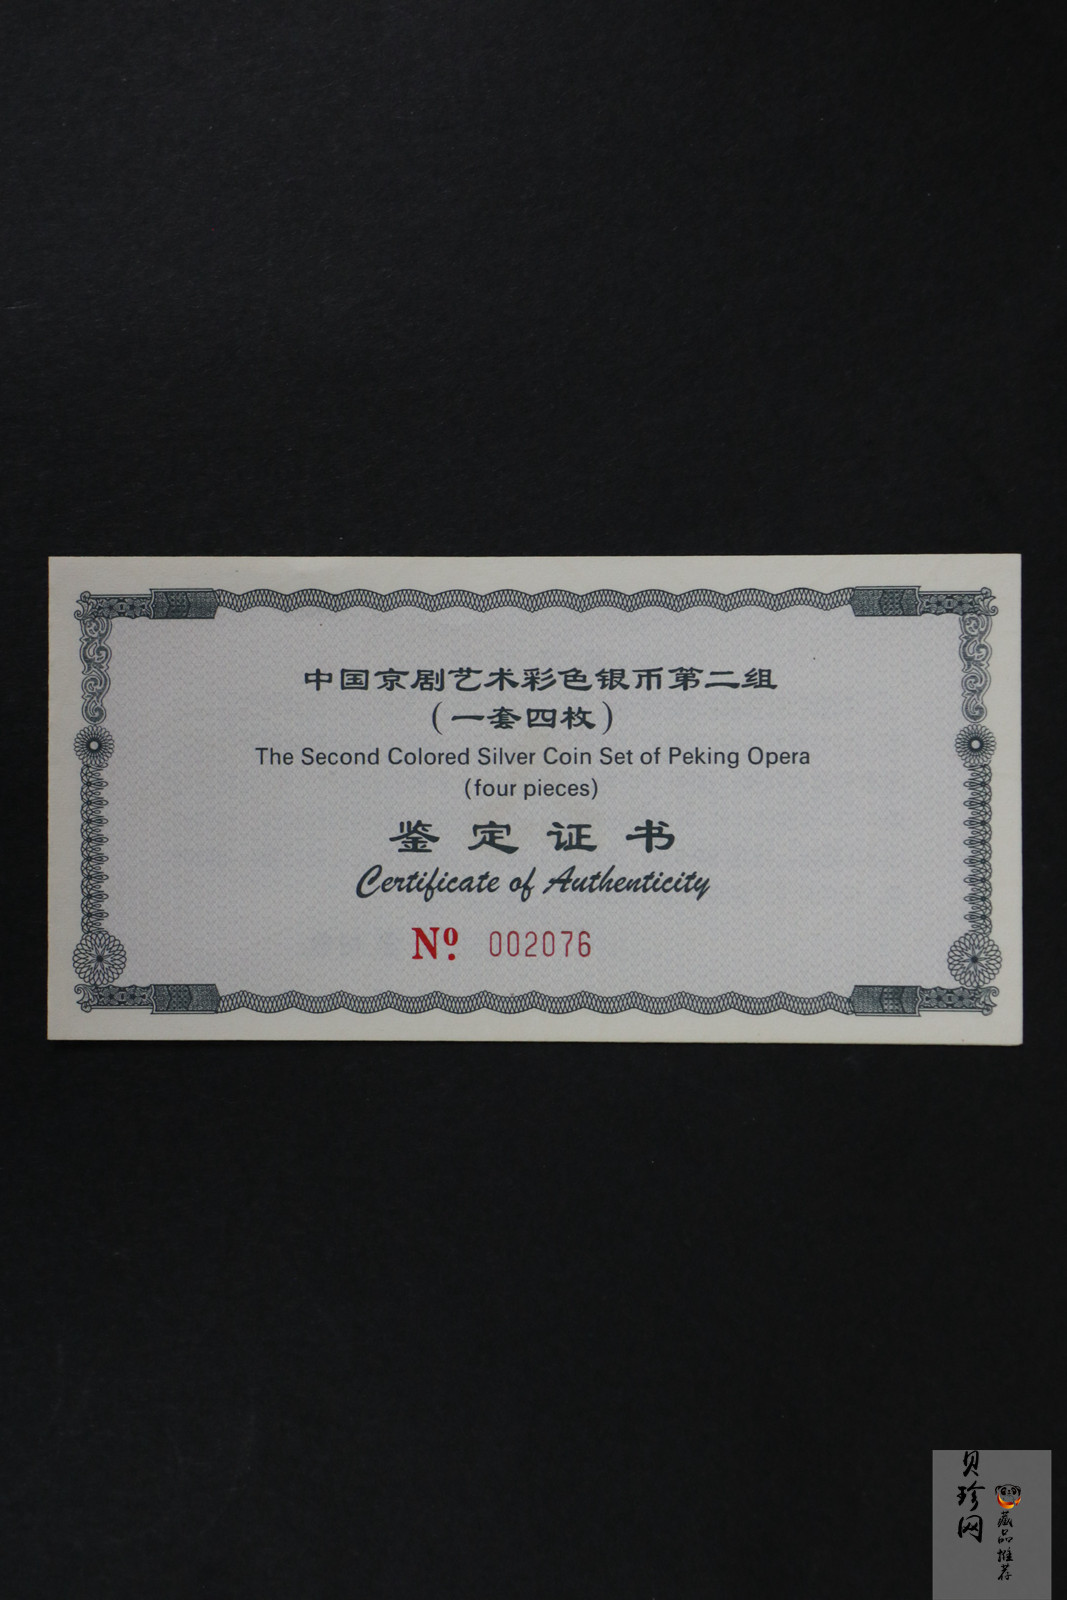 中国京剧艺术彩色银币第二组
(一套四枚)
The Second Colored Silver Coin Set of Peking Opera
(four pieces)
鉴定证书
Certificate of Authenticity
Nº. 002076
贝珍网
藏品推荐